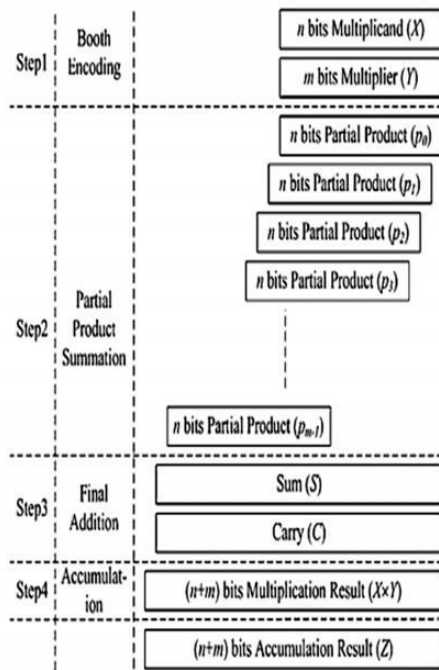 Step1
Booth
Encoding
n bits Multiplicand (X)
m bits Multiplier (Y)
Step2
Partial
Product
Summation
n bits Partial Product (p₀)
n bits Partial Product (p₁)
n bits Partial Product (p₂)
n bits Partial Product (p₃)
n bits Partial Product (pₘ₋₁)
Step3
Final
Addition
Sum (S)
Carry (C)
Step4
Accumulat-
ion
(n+m) bits Multiplication Result (X×Y)
(n+m) bits Accumulation Result (Z)